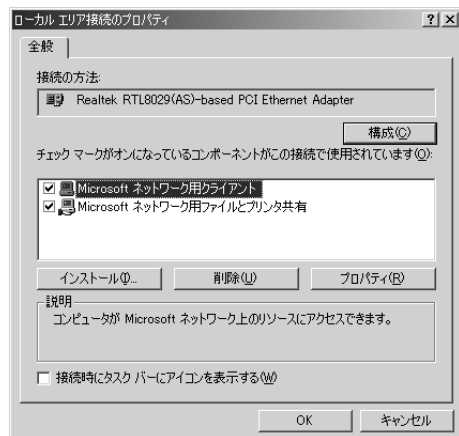 ローカル エリア接続のプロパティ
全般
接続の方法:
Realtek RTL8029(AS)-based PCI Ethernet Adapter
構成(C)
チェック マークがオンになっているコンポーネントがこの接続で使用されています(O):
Microsoft ネットワーク用クライアント
Microsoft ネットワーク用ファイルとプリンタ共有
インストール(I)...
削除(U)
プロパティ(R)
説明
コンピュータが Microsoft ネットワーク上のリソースにアクセスできます。
接続時にタスク バーにアイコンを表示する(W)
OK
キャンセル